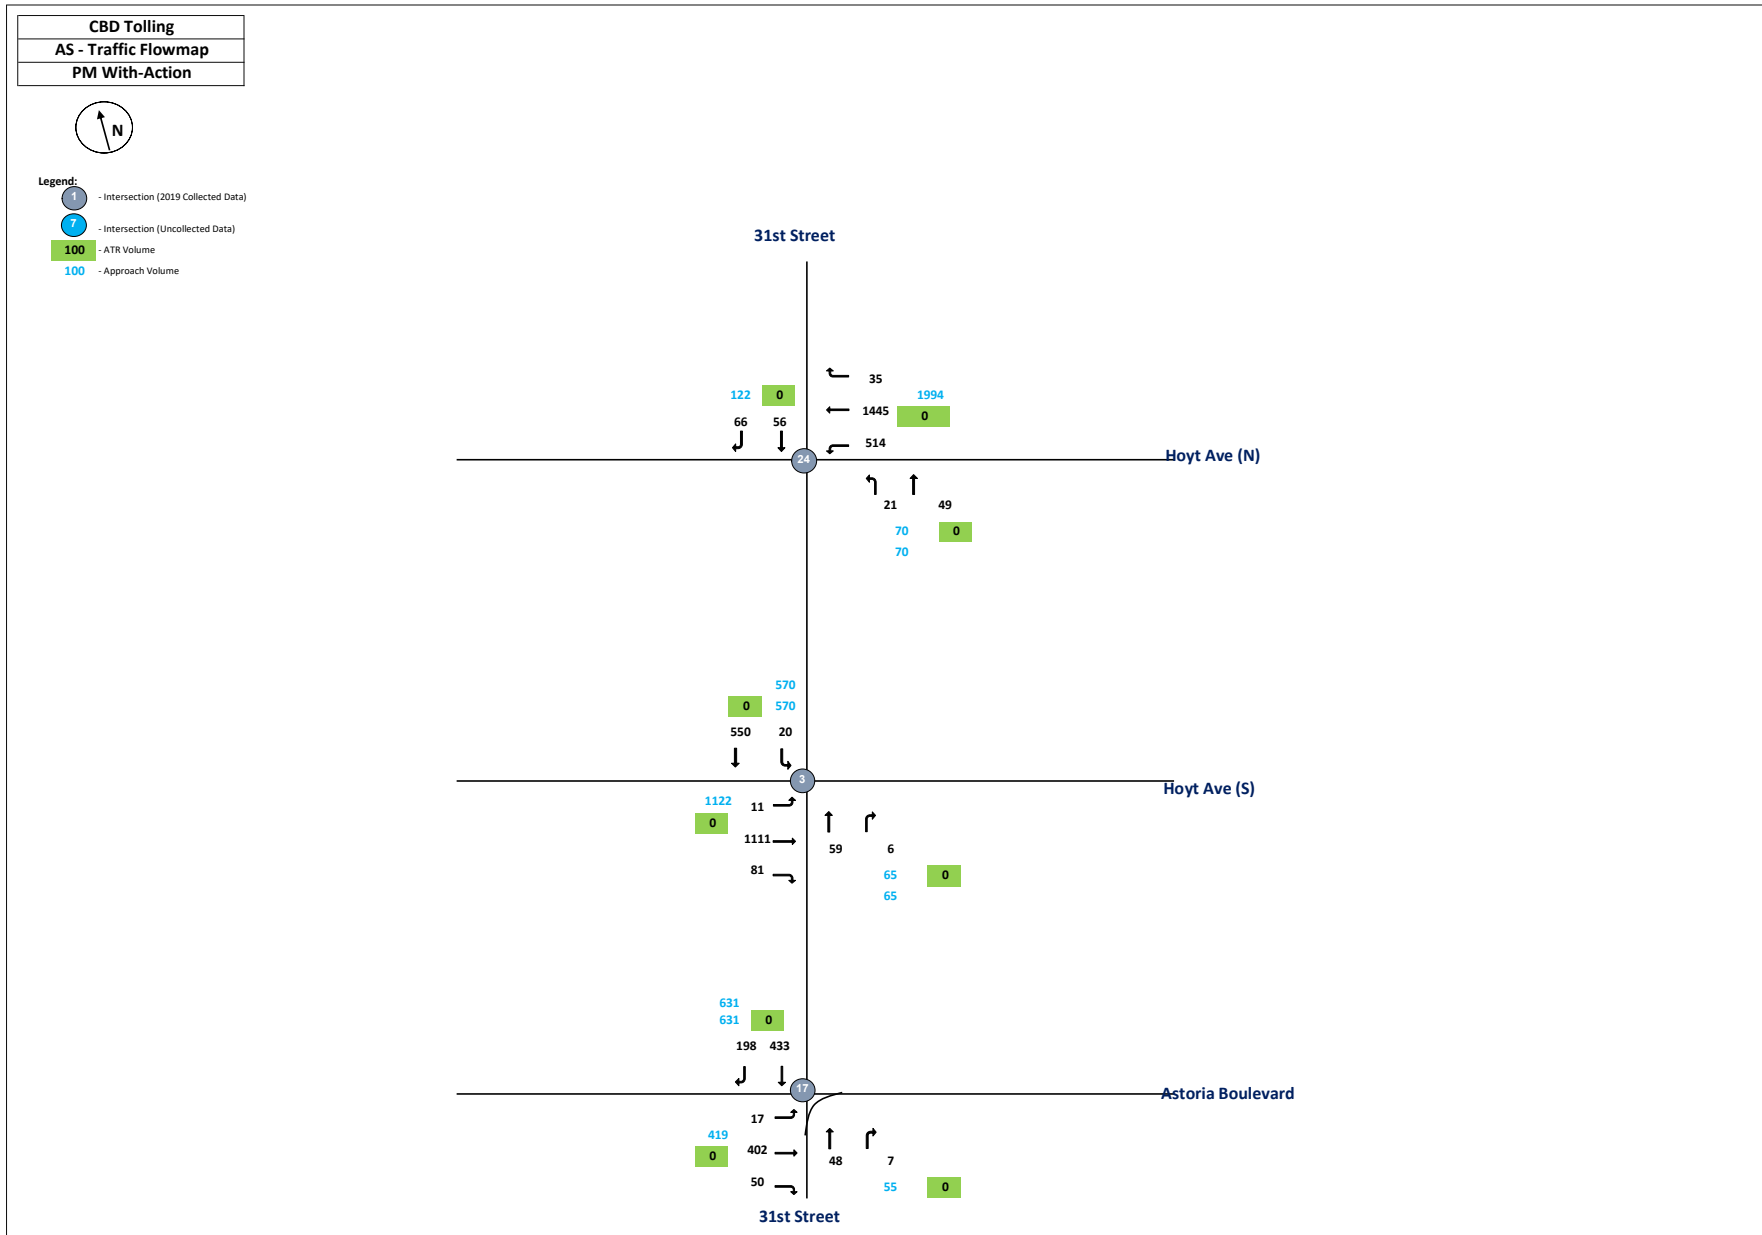 CBD Tolling
AS - Traffic Flowmap
PM With-Action
N
Legend:
1 - Intersection (2019 Collected Data)
7 - Intersection (Uncollected Data)
100 - ATR Volume
100 - Approach Volume
31st Street
35
122 0 1994
1445 0
66 56
514
24
Hoyt Ave (N)
21 49
70 0
70
570
0 570
550 20
3
Hoyt Ave (S)
1122 11
0
1111 59 6
81 65 0
65
631
631 0
198 433
17
Astoria Boulevard
17
419
0 402 48 7
50 55 0
31st Street